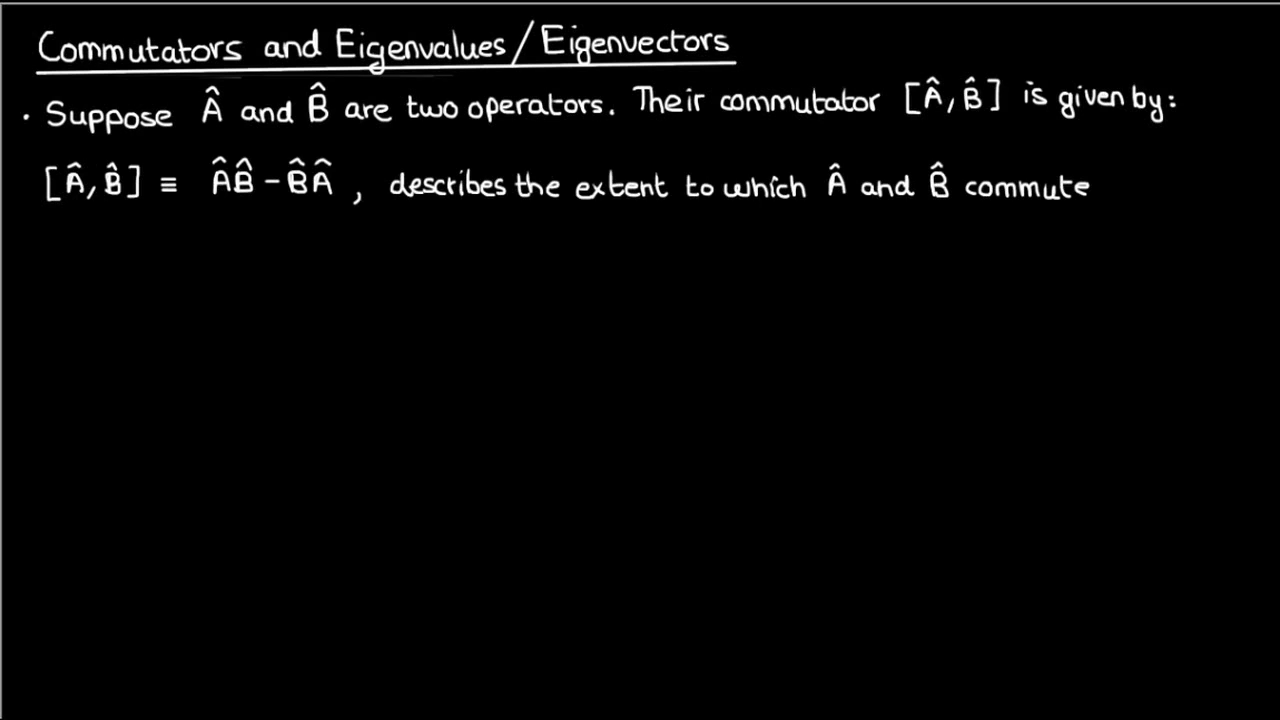 Commutators and Eigenvalues/Eigenvectors
· Suppose Â and B̂ are two operators. Their commutator [Â, B̂] is given by:
[Â, B̂] ≡ ÂB̂ - B̂Â , describes the extent to which Â and B̂ commute